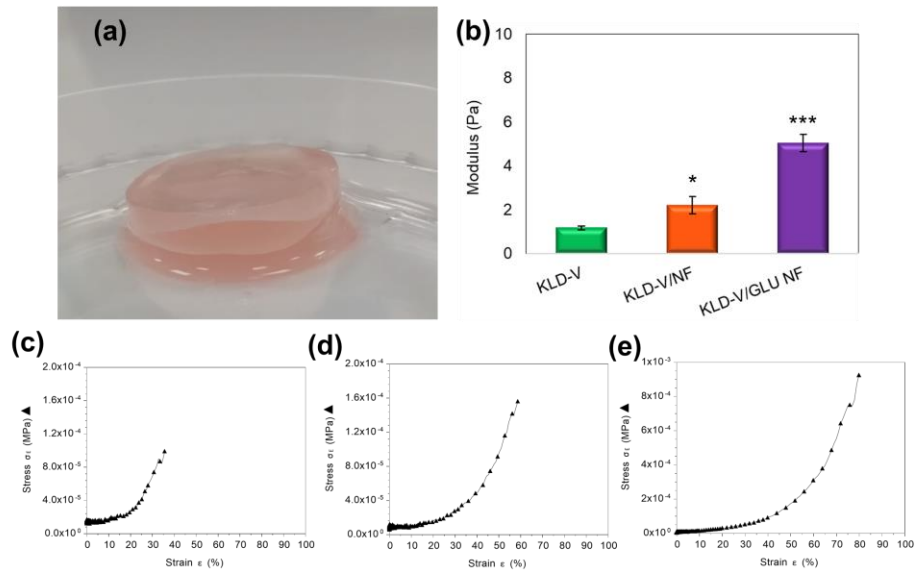 (a)
(b)
10
8
6
4
2
0
Modulus (Pa)
*
***
KLD-V
KLD-V/NF
KLD-V/GLU NF
(c)
2.0x10⁻⁴
1.6x10⁻⁴
1.2x10⁻⁴
8.0x10⁻⁵
4.0x10⁻⁵
0.0x10⁰
Stress σₜ (MPa) ▲
0 10 20 30 40 50 60 70 80 90 100
Strain ε (%)
(d)
2.0x10⁻⁴
1.6x10⁻⁴
1.2x10⁻⁴
8.0x10⁻⁵
4.0x10⁻⁵
0.0x10⁰
Stress σₜ (MPa) ▲
0 10 20 30 40 50 60 70 80 90 100
Strain ε (%)
(e)
1x10⁻³
8x10⁻⁴
6x10⁻⁴
4x10⁻⁴
2x10⁻⁴
0x10⁰
Stress σₜ (MPa) ▲
0 10 20 30 40 50 60 70 80 90 100
Strain ε (%)